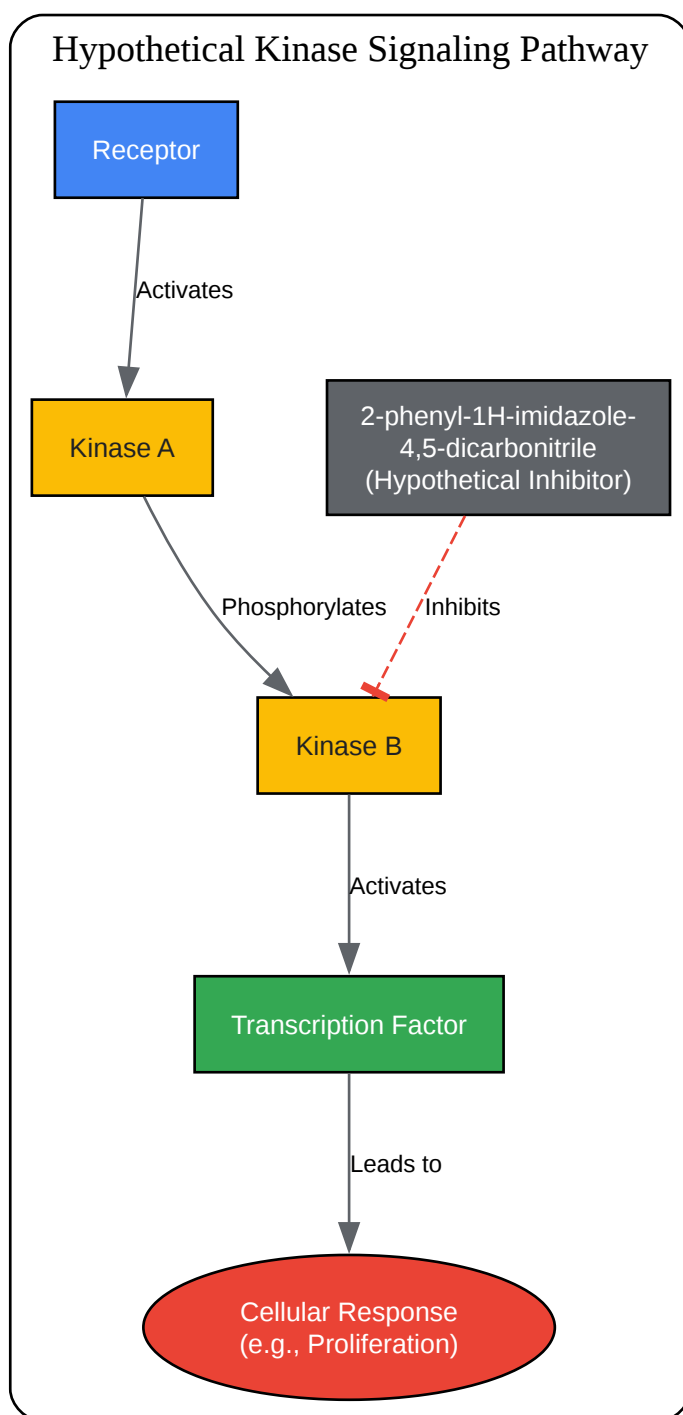 Hypothetical Kinase Signaling Pathway
Receptor
Activates
Kinase A
2-phenyl-1H-imidazole-
4,5-dicarbonitrile
(Hypothetical Inhibitor)
Phosphorylates
Inhibits
Kinase B
Activates
Transcription Factor
Leads to
Cellular Response
(e.g., Proliferation)